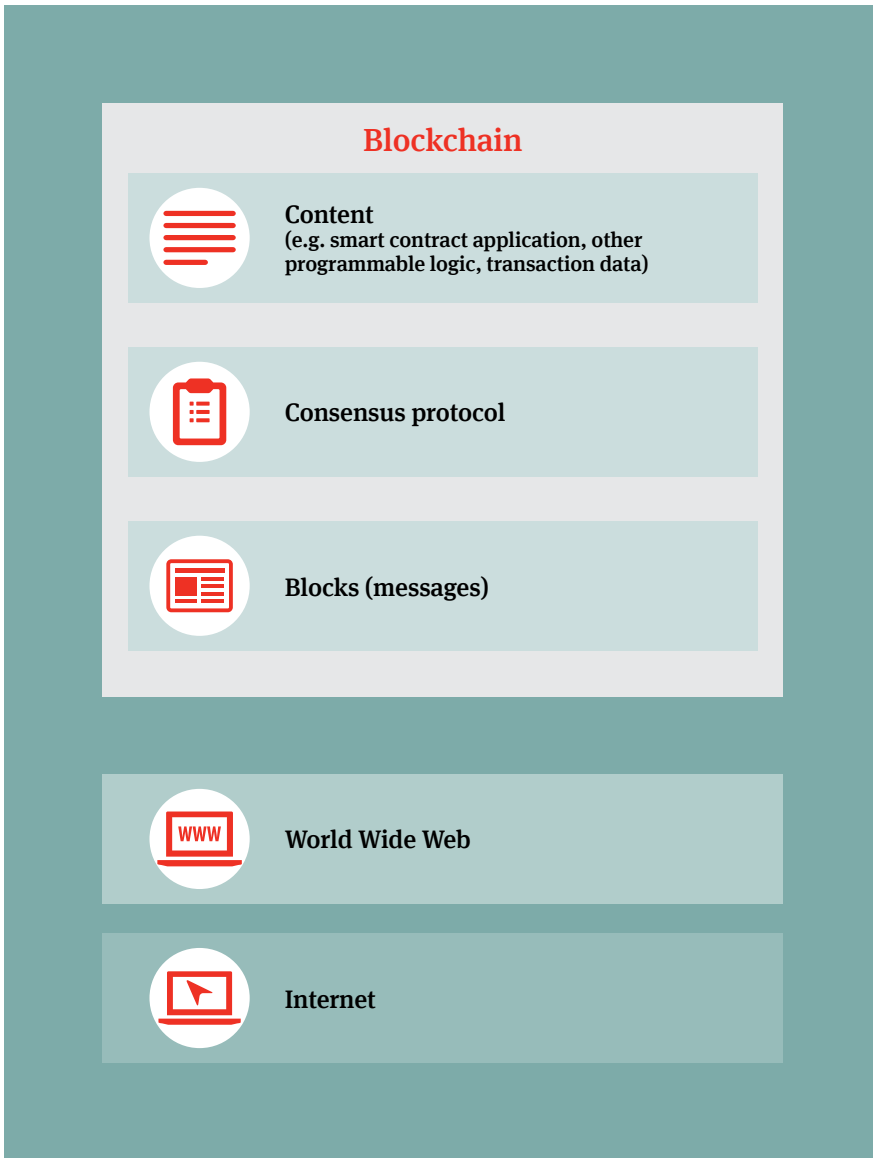 Blockchain
Content
(e.g. smart contract application, other
programmable logic, transaction data)
Consensus protocol
Blocks (messages)
WWW
World Wide Web
Internet